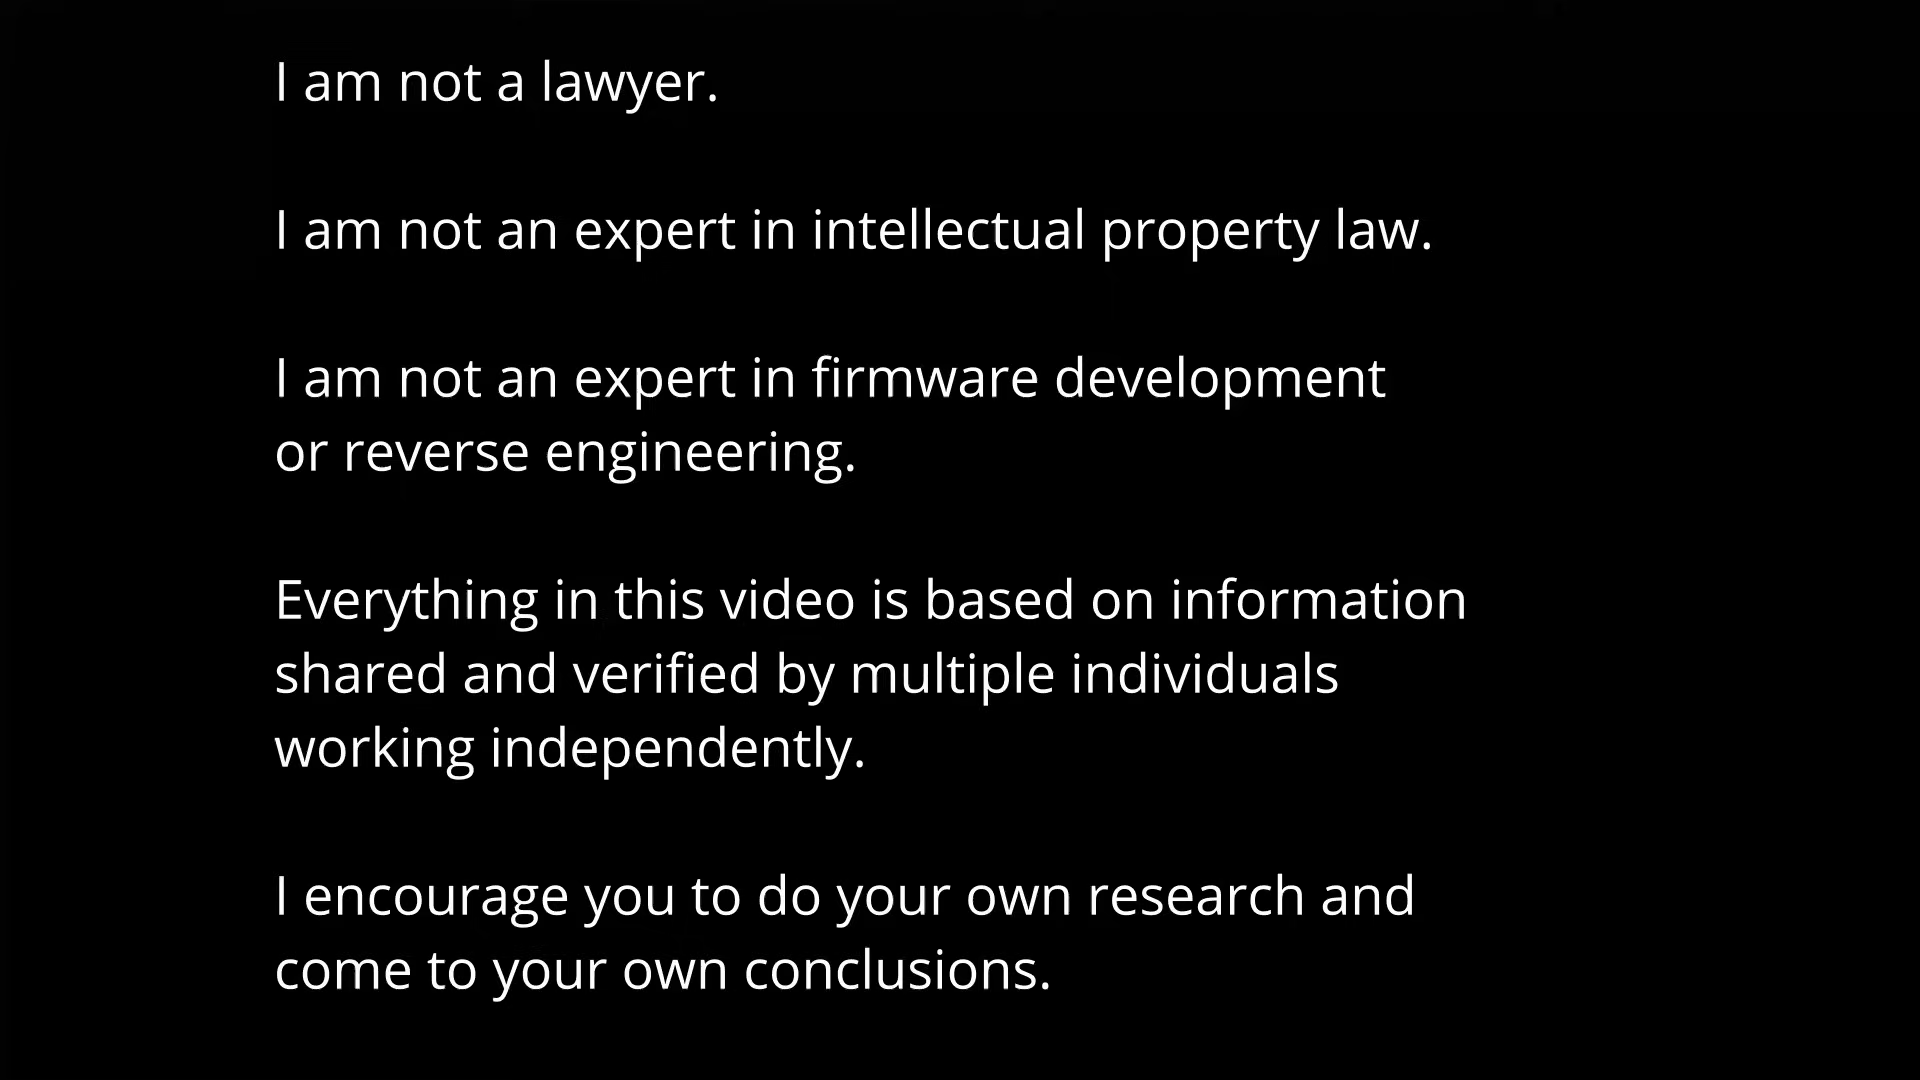 I am not a lawyer.
I am not an expert in intellectual property law.
I am not an expert in firmware development
or reverse engineering.
Everything in this video is based on information
shared and verified by multiple individuals
working independently.
I encourage you to do your own research and
come to your own conclusions.